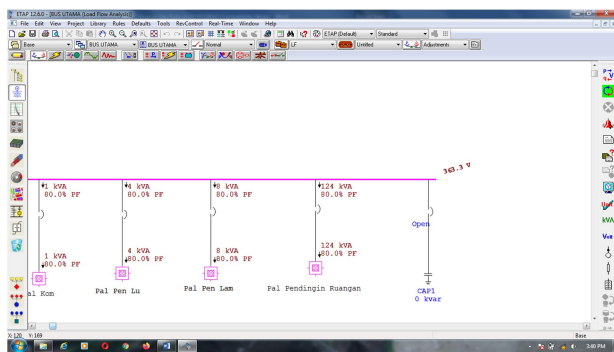 ETAP 12.6.0 - [BUS UTAMA (Load Flow Analysis)]
File Edit View Project Library Rules Defaults Tools RevControl Real-Time Window Help
ETAP (Default) Standard
Base BUS UTAMA BUS UTAMA Normal LF Untitled Adjustments
363.3 V
1 kVA 4 kVA 8 kVA 124 kVA
80.0% PF 80.0% PF 80.0% PF 80.0% PF
Open
1 kVA 4 kVA 8 kVA 124 kVA
80.0% PF 80.0% PF 80.0% PF 80.0% PF
al Kom Pal Pen Lu Pal Pen Lam Pal Pendingin Ruangan CAP1
0 kvar
kVA
X: 120 Y: 169 Base
3:40 PM